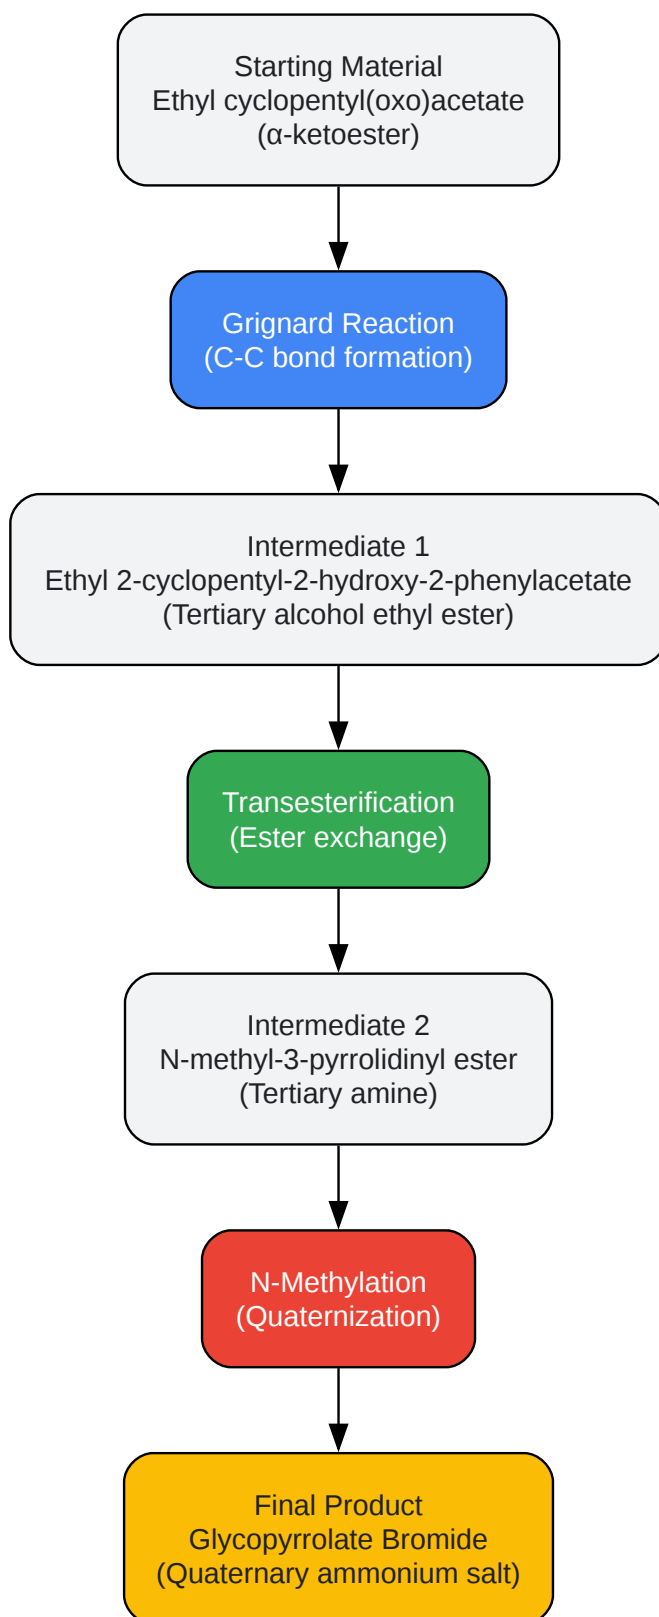 Starting Material
Ethyl cyclopentyl(oxo)acetate
(α-ketoester)
Grignard Reaction
(C-C bond formation)
Intermediate 1
Ethyl 2-cyclopentyl-2-hydroxy-2-phenylacetate
(Tertiary alcohol ethyl ester)
Transesterification
(Ester exchange)
Intermediate 2
N-methyl-3-pyrrolidinyl ester
(Tertiary amine)
N-Methylation
(Quaternization)
Final Product
Glycopyrrolate Bromide
(Quaternary ammonium salt)